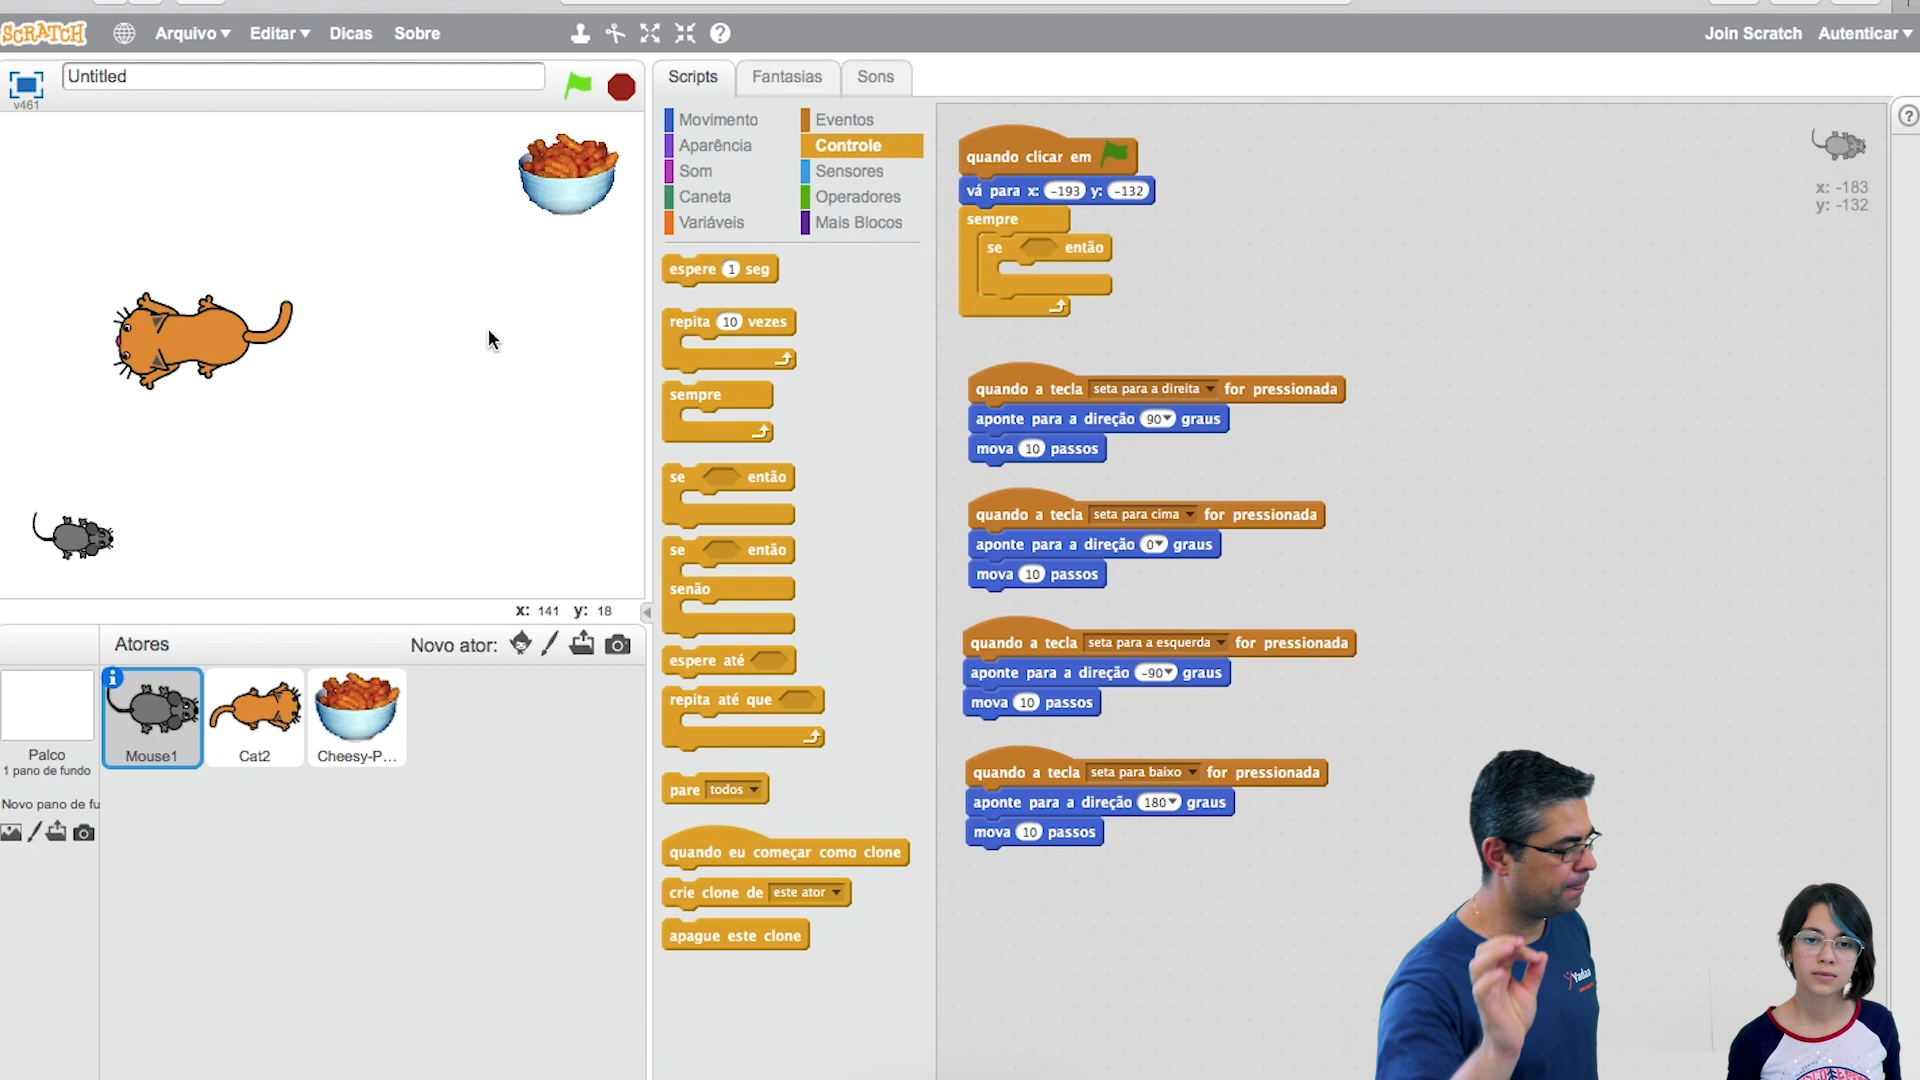 SCRATCH
Arquivo▼ Editar▼ Dicas Sobre
Join Scratch Autenticar▼
v461
Untitled
Scripts Fantasias Sons
Movimento Eventos
Aparência Controle
Som Sensores
Caneta Operadores
Variáveis Mais Blocos
espere 1 seg
repita 10 vezes
sempre
se então
se então
senão
espere até
repita até que
pare todos
quando eu começar como clone
crie clone de este ator
apague este clone
quando clicar em
vá para x: -193 y: -132
sempre
se então
quando a tecla seta para a direita for pressionada
aponte para a direção 90 graus
mova 10 passos
quando a tecla seta para cima for pressionada
aponte para a direção 0 graus
mova 10 passos
quando a tecla seta para a esquerda for pressionada
aponte para a direção -90 graus
mova 10 passos
quando a tecla seta para baixo for pressionada
aponte para a direção 180 graus
mova 10 passos
x: -183
y: -132
x: 141 y: 18
Atores Novo ator:
Palco
1 pano de fundo
Novo pano de fu
Mouse1 Cat2 Cheesy-P...
Yadaa